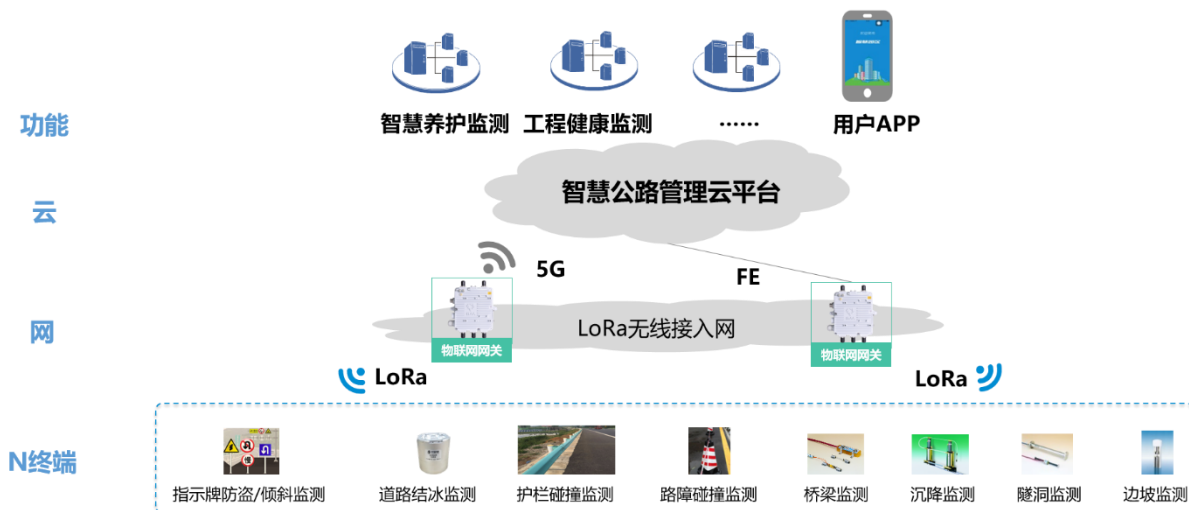 智慧养护监测 工程健康监测 …… 用户APP
功能
智慧公路管理云平台
云
5G FE
LoRa无线接入网
网
物联网网关 物联网网关
LoRa LoRa
N终端
指示牌防盗/倾斜监测 道路结冰监测 护栏碰撞监测 路障碰撞监测 桥梁监测 沉降监测 隧洞监测 边坡监测